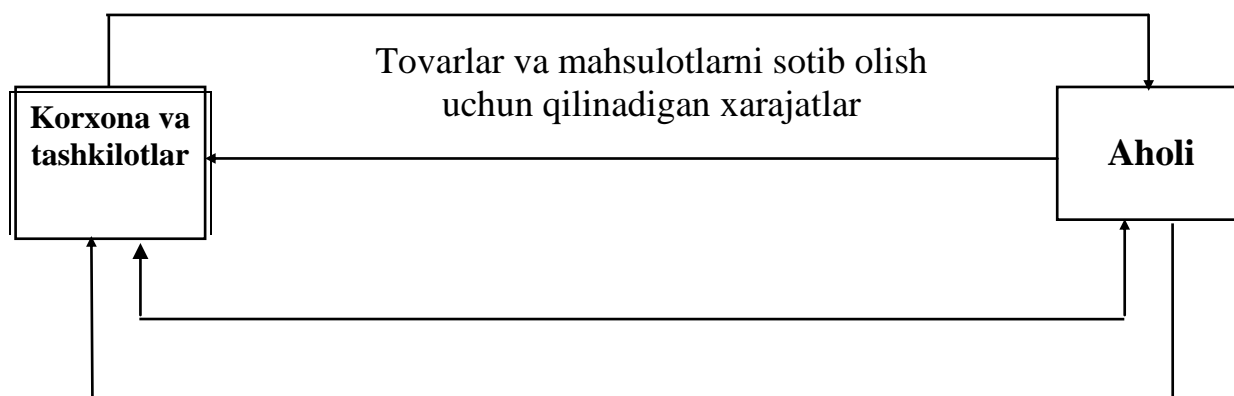 Tovarlar va mahsulotlarni sotib olish
uchun qilinadigan xarajatlar
Korxona va
tashkilotlar
Aholi